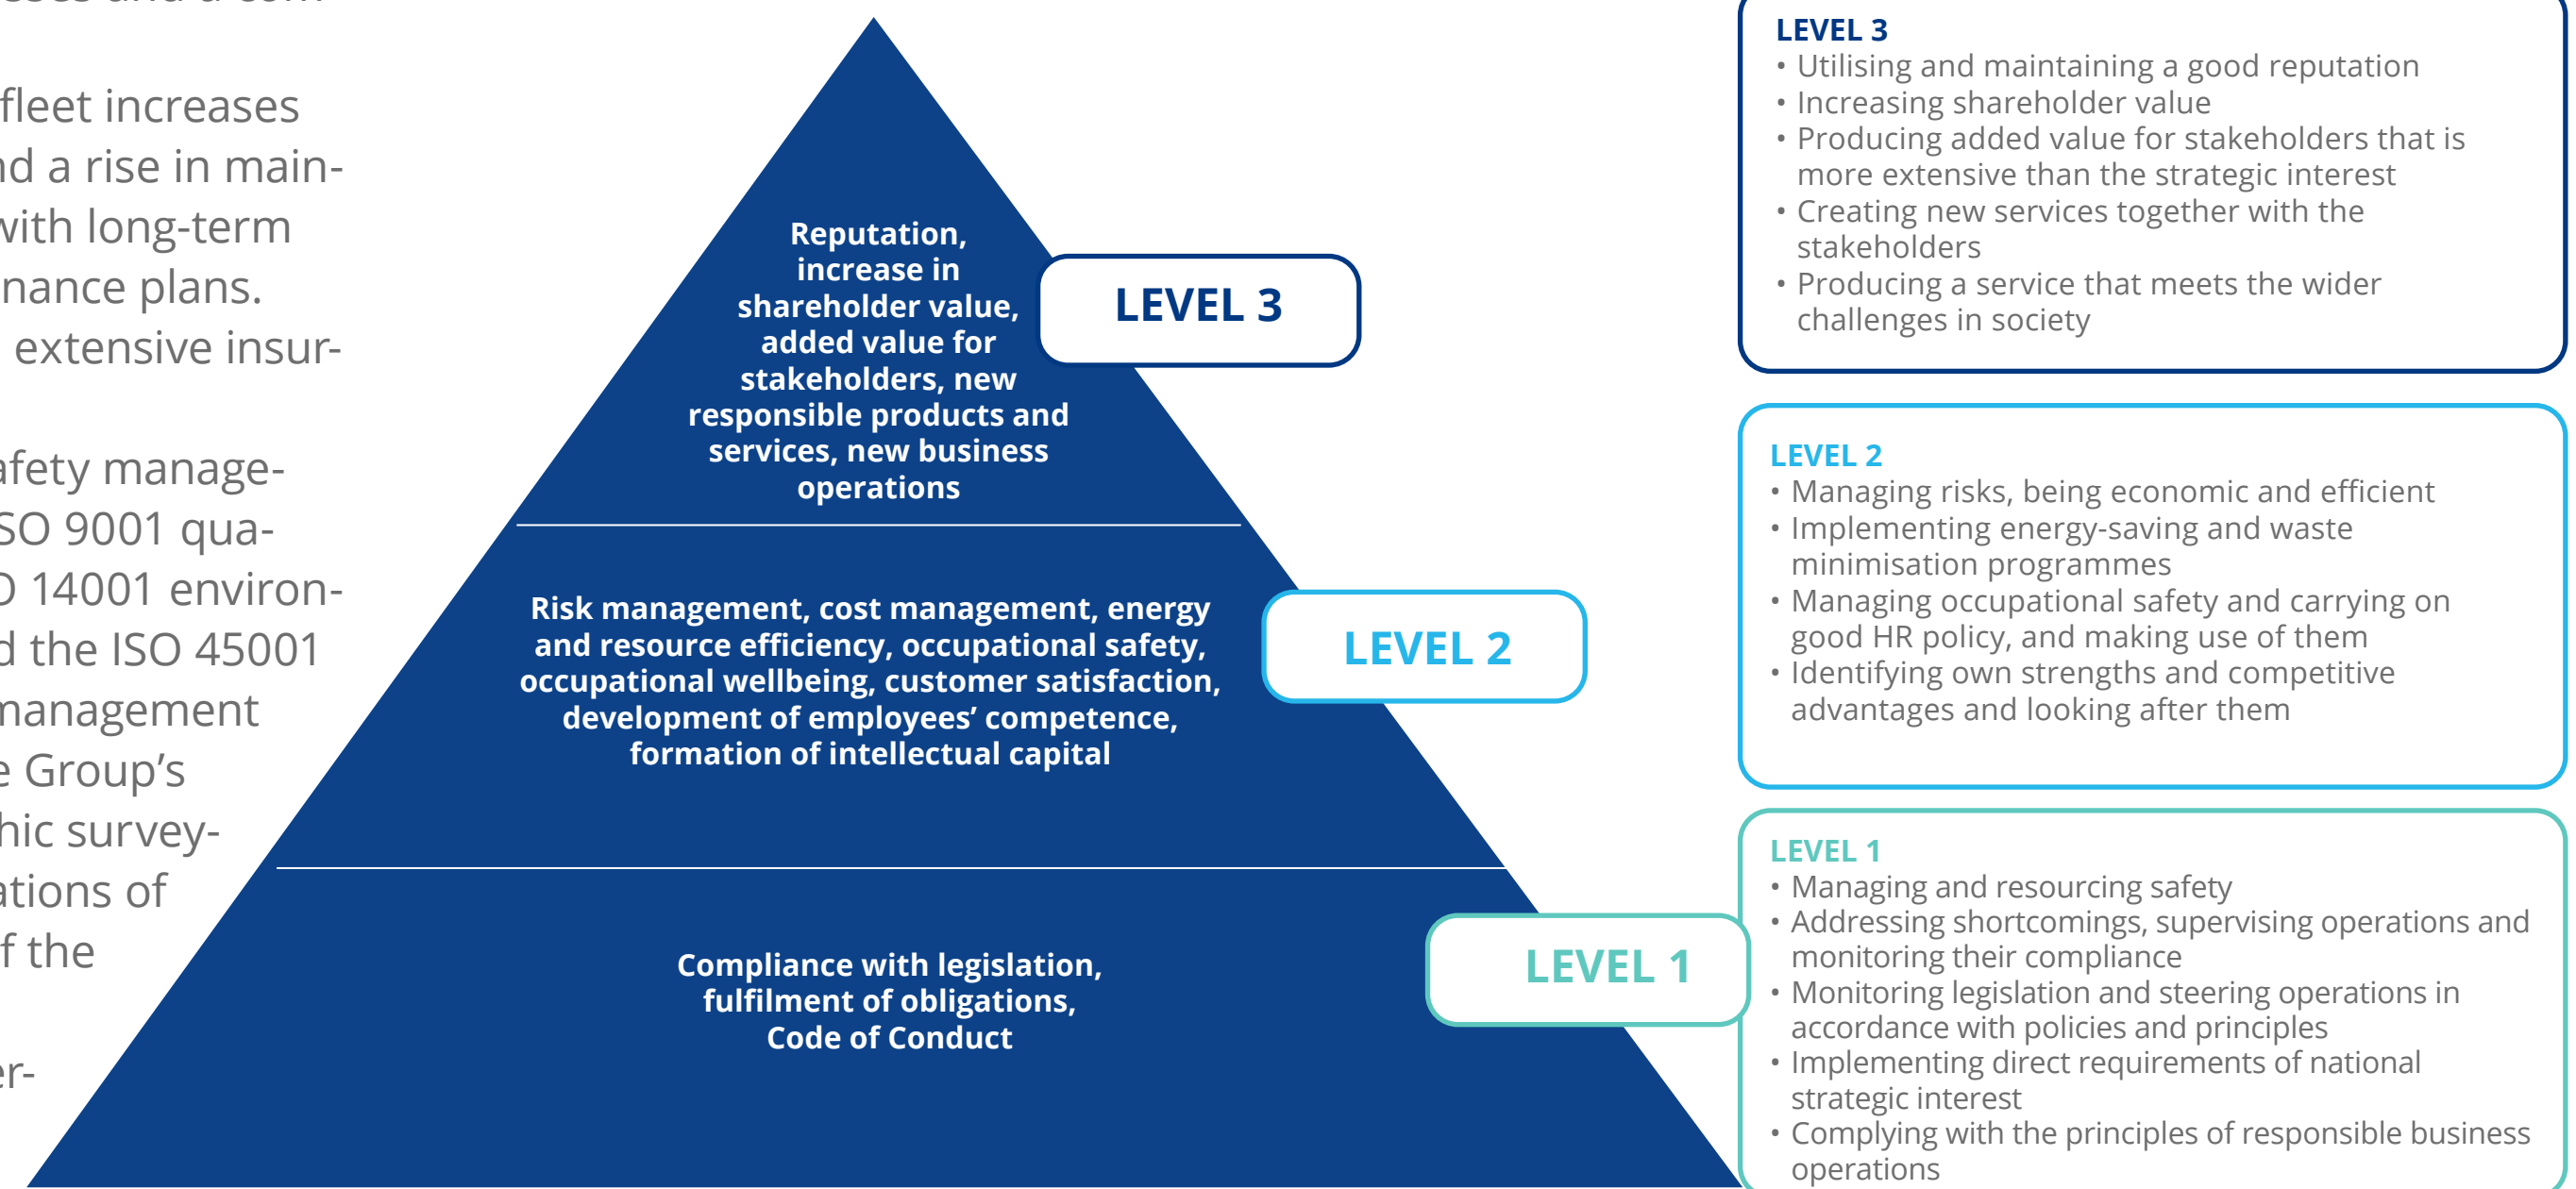 fleet increases
nd a rise in main-
with long-term
nance plans.
extensive insur-
afety manage-
SO 9001 qua-
O 14001 environ-
d the ISO 45001
management
e Group’s
hic survey-
ations of
f the
er-
Reputation,
increase in
shareholder value,
added value for
stakeholders, new
responsible products and
services, new business
operations
LEVEL 3
Risk management, cost management, energy
and resource efficiency, occupational safety,
occupational wellbeing, customer satisfaction,
development of employees’ competence,
formation of intellectual capital
LEVEL 2
Compliance with legislation,
fulfilment of obligations,
Code of Conduct
LEVEL 1
LEVEL 3
• Utilising and maintaining a good reputation
• Increasing shareholder value
• Producing added value for stakeholders that is
more extensive than the strategic interest
• Creating new services together with the
stakeholders
• Producing a service that meets the wider
challenges in society
LEVEL 2
• Managing risks, being economic and efficient
• Implementing energy-saving and waste
minimisation programmes
• Managing occupational safety and carrying on
good HR policy, and making use of them
• Identifying own strengths and competitive
advantages and looking after them
LEVEL 1
• Managing and resourcing safety
• Addressing shortcomings, supervising operations and
monitoring their compliance
• Monitoring legislation and steering operations in
accordance with policies and principles
• Implementing direct requirements of national
strategic interest
• Complying with the principles of responsible business
operations